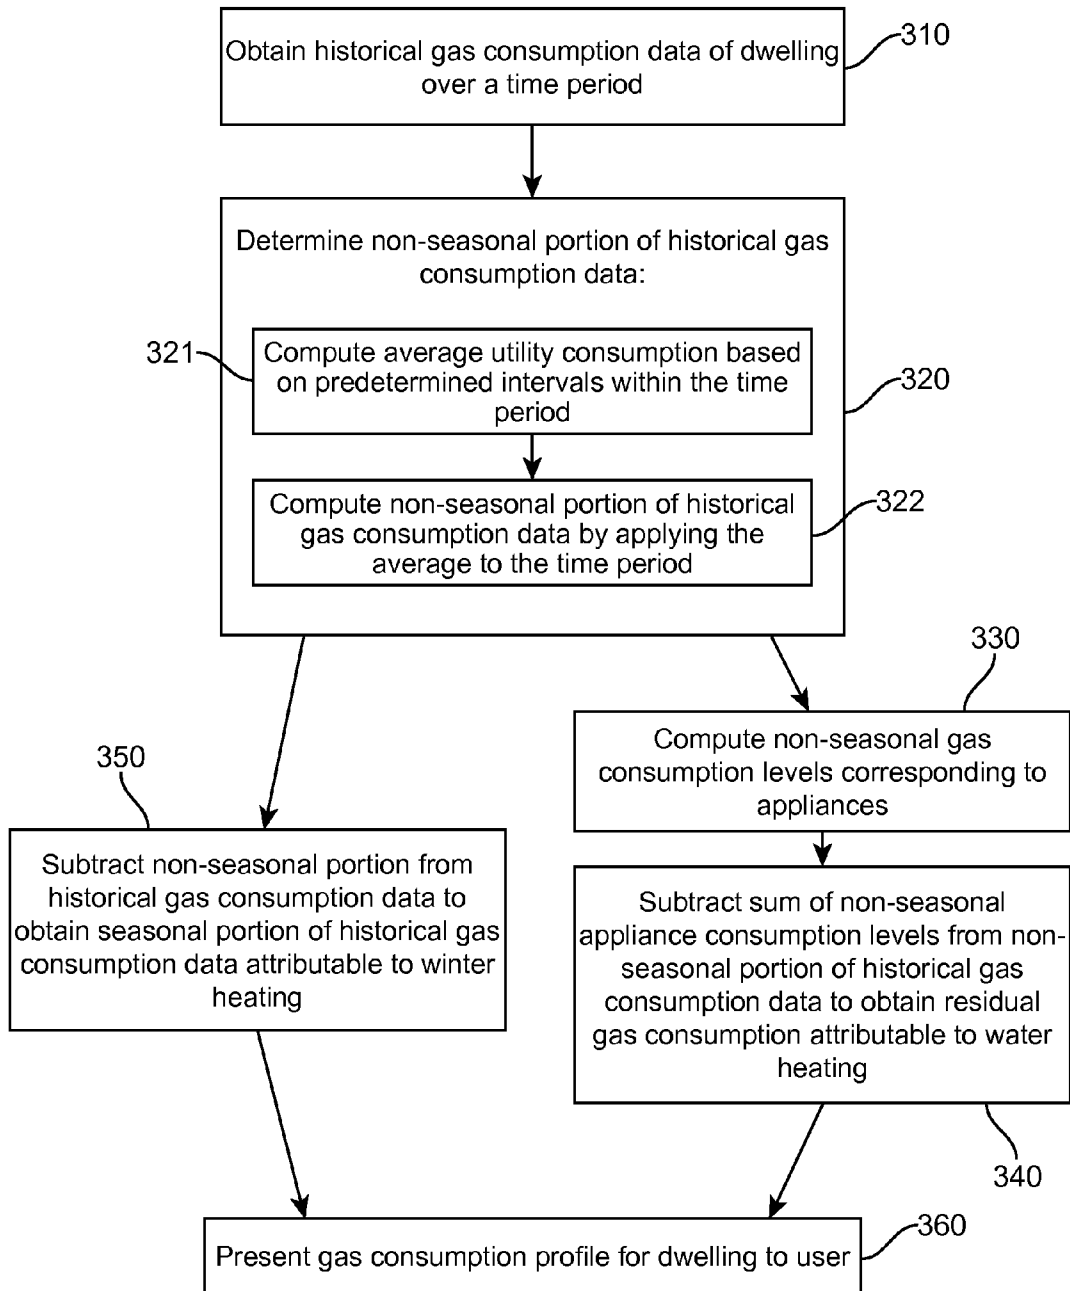 Obtain historical gas consumption data of dwelling
over a time period
310
Determine non-seasonal portion of historical gas
consumption data:
321
Compute average utility consumption based
on predetermined intervals within the time
period
320
Compute non-seasonal portion of historical
gas consumption data by applying the
average to the time period
322
330
Compute non-seasonal gas
consumption levels corresponding to
appliances
350
Subtract non-seasonal portion from
historical gas consumption data to
obtain seasonal portion of historical gas
consumption data attributable to winter
heating
Subtract sum of non-seasonal
appliance consumption levels from non-
seasonal portion of historical gas
consumption data to obtain residual
gas consumption attributable to water
heating
340
Present gas consumption profile for dwelling to user
360